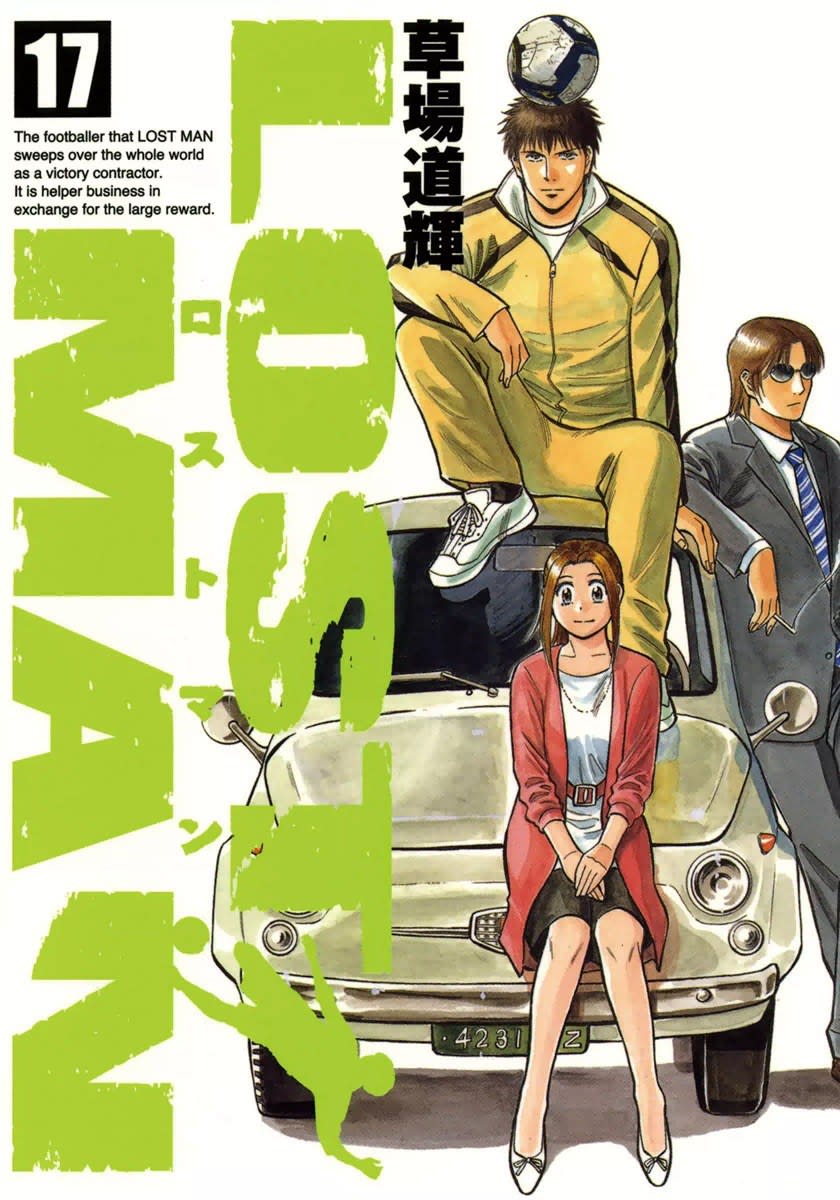 17
The footballer that LOST MAN
sweeps over the whole world
as a victory contractor.
It is helper business in
exchange for the large reward.
LOST
MAN
ロストマン
草場道輝
4231 Z